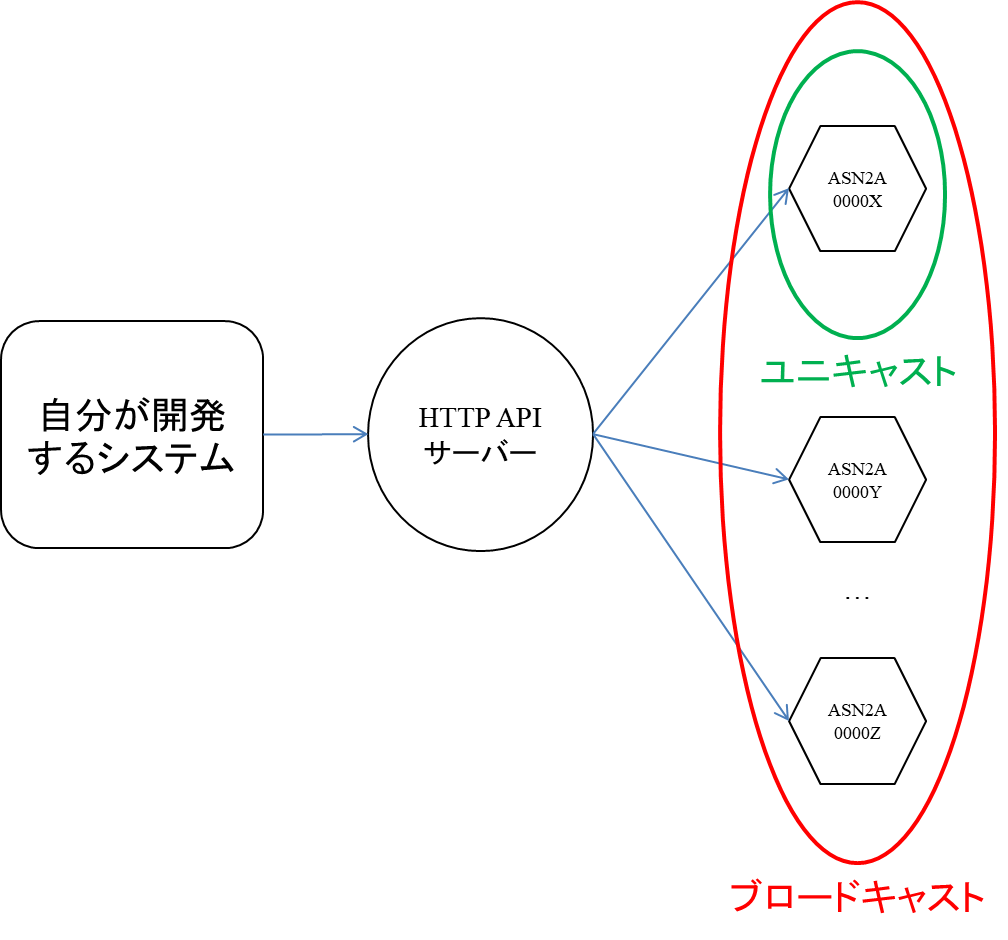 自分が開発
するシステム
HTTP API
サーバー
ASN2A
0000X
ユニキャスト
ASN2A
0000Y
…
ASN2A
0000Z
ブロードキャスト